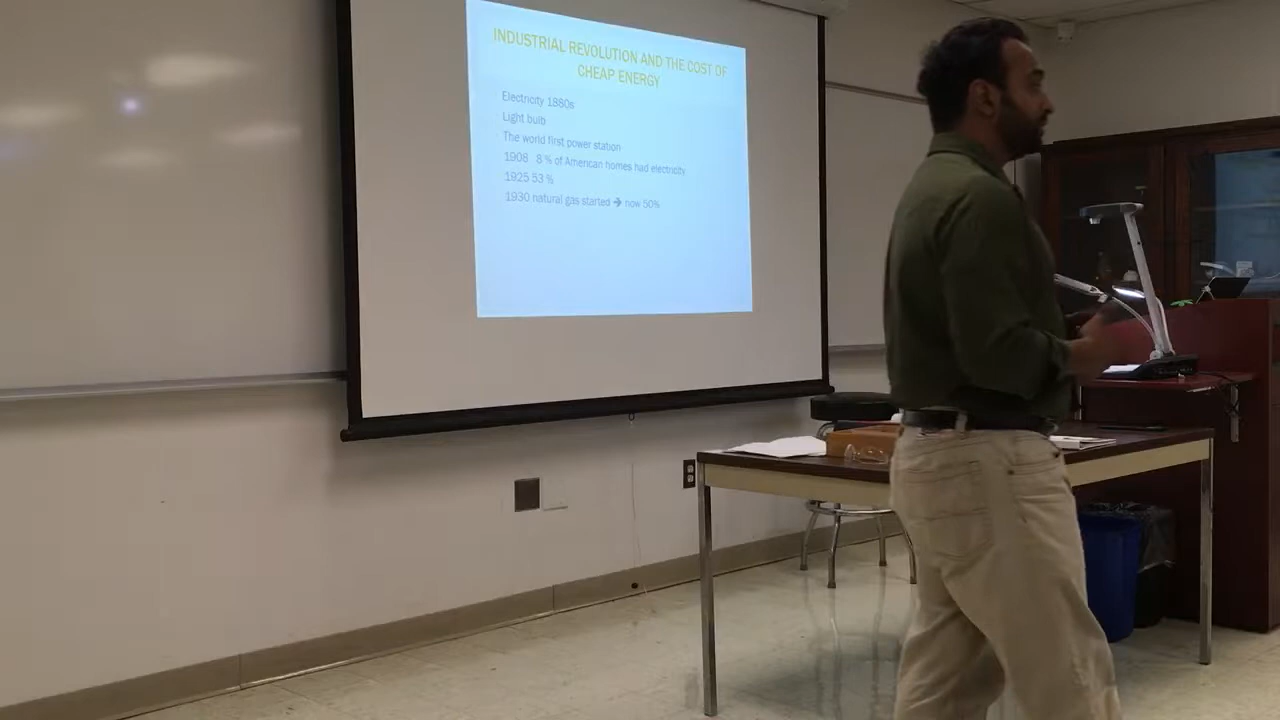 INDUSTRIAL REVOLUTION AND THE COST OF
CHEAP ENERGY
Electricity 1880s
Light bulb
The world first power station
1908 8 % of American homes had electricity
1925 53 %
1930 natural gas started ➔ now 50%